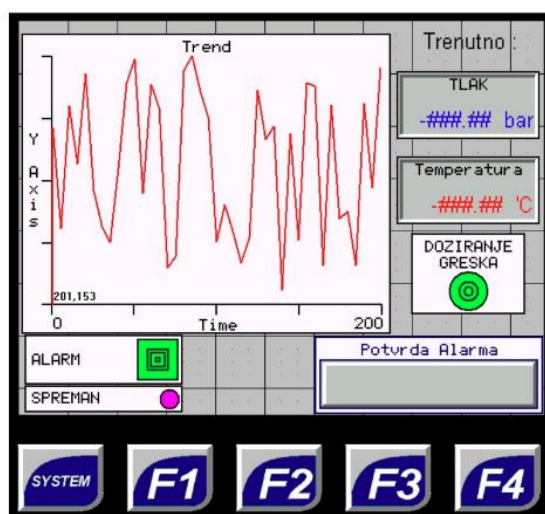 Trend
Y Axis
201,153
0
Time
200
Trenutno :
TLAK
-###.## bar
Temperatura
-###.## 'C
DOZIRANJE
GRESKA
ALARM
SPREMAN
Potvrda Alarma
SYSTEM
F1
F2
F3
F4